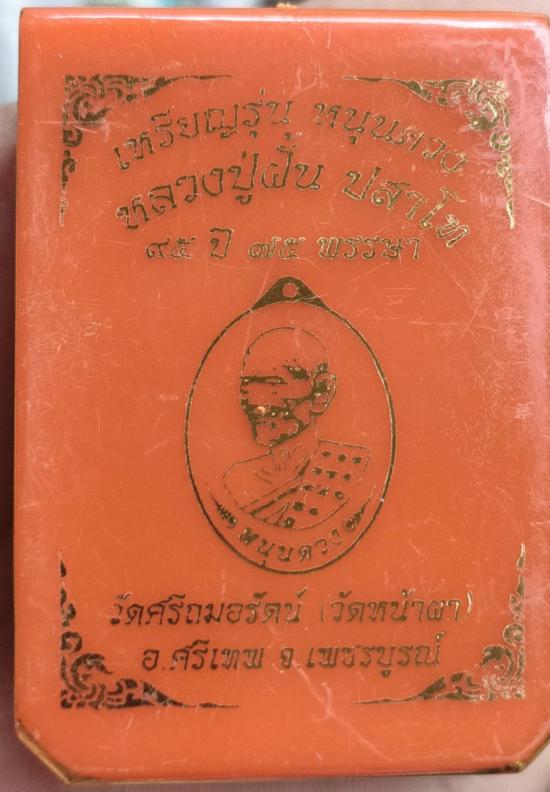 เหรียญรุ่น หนุนดวง
หลวงปู่ฝั้น ปสาโท
๙๕ ปี ๗๕ พรรษา
หนุนดวง
วัดศรีถมอรัตน์ (วัดหน้าผา)
อ.ศรีเทพ จ.เพชรบูรณ์